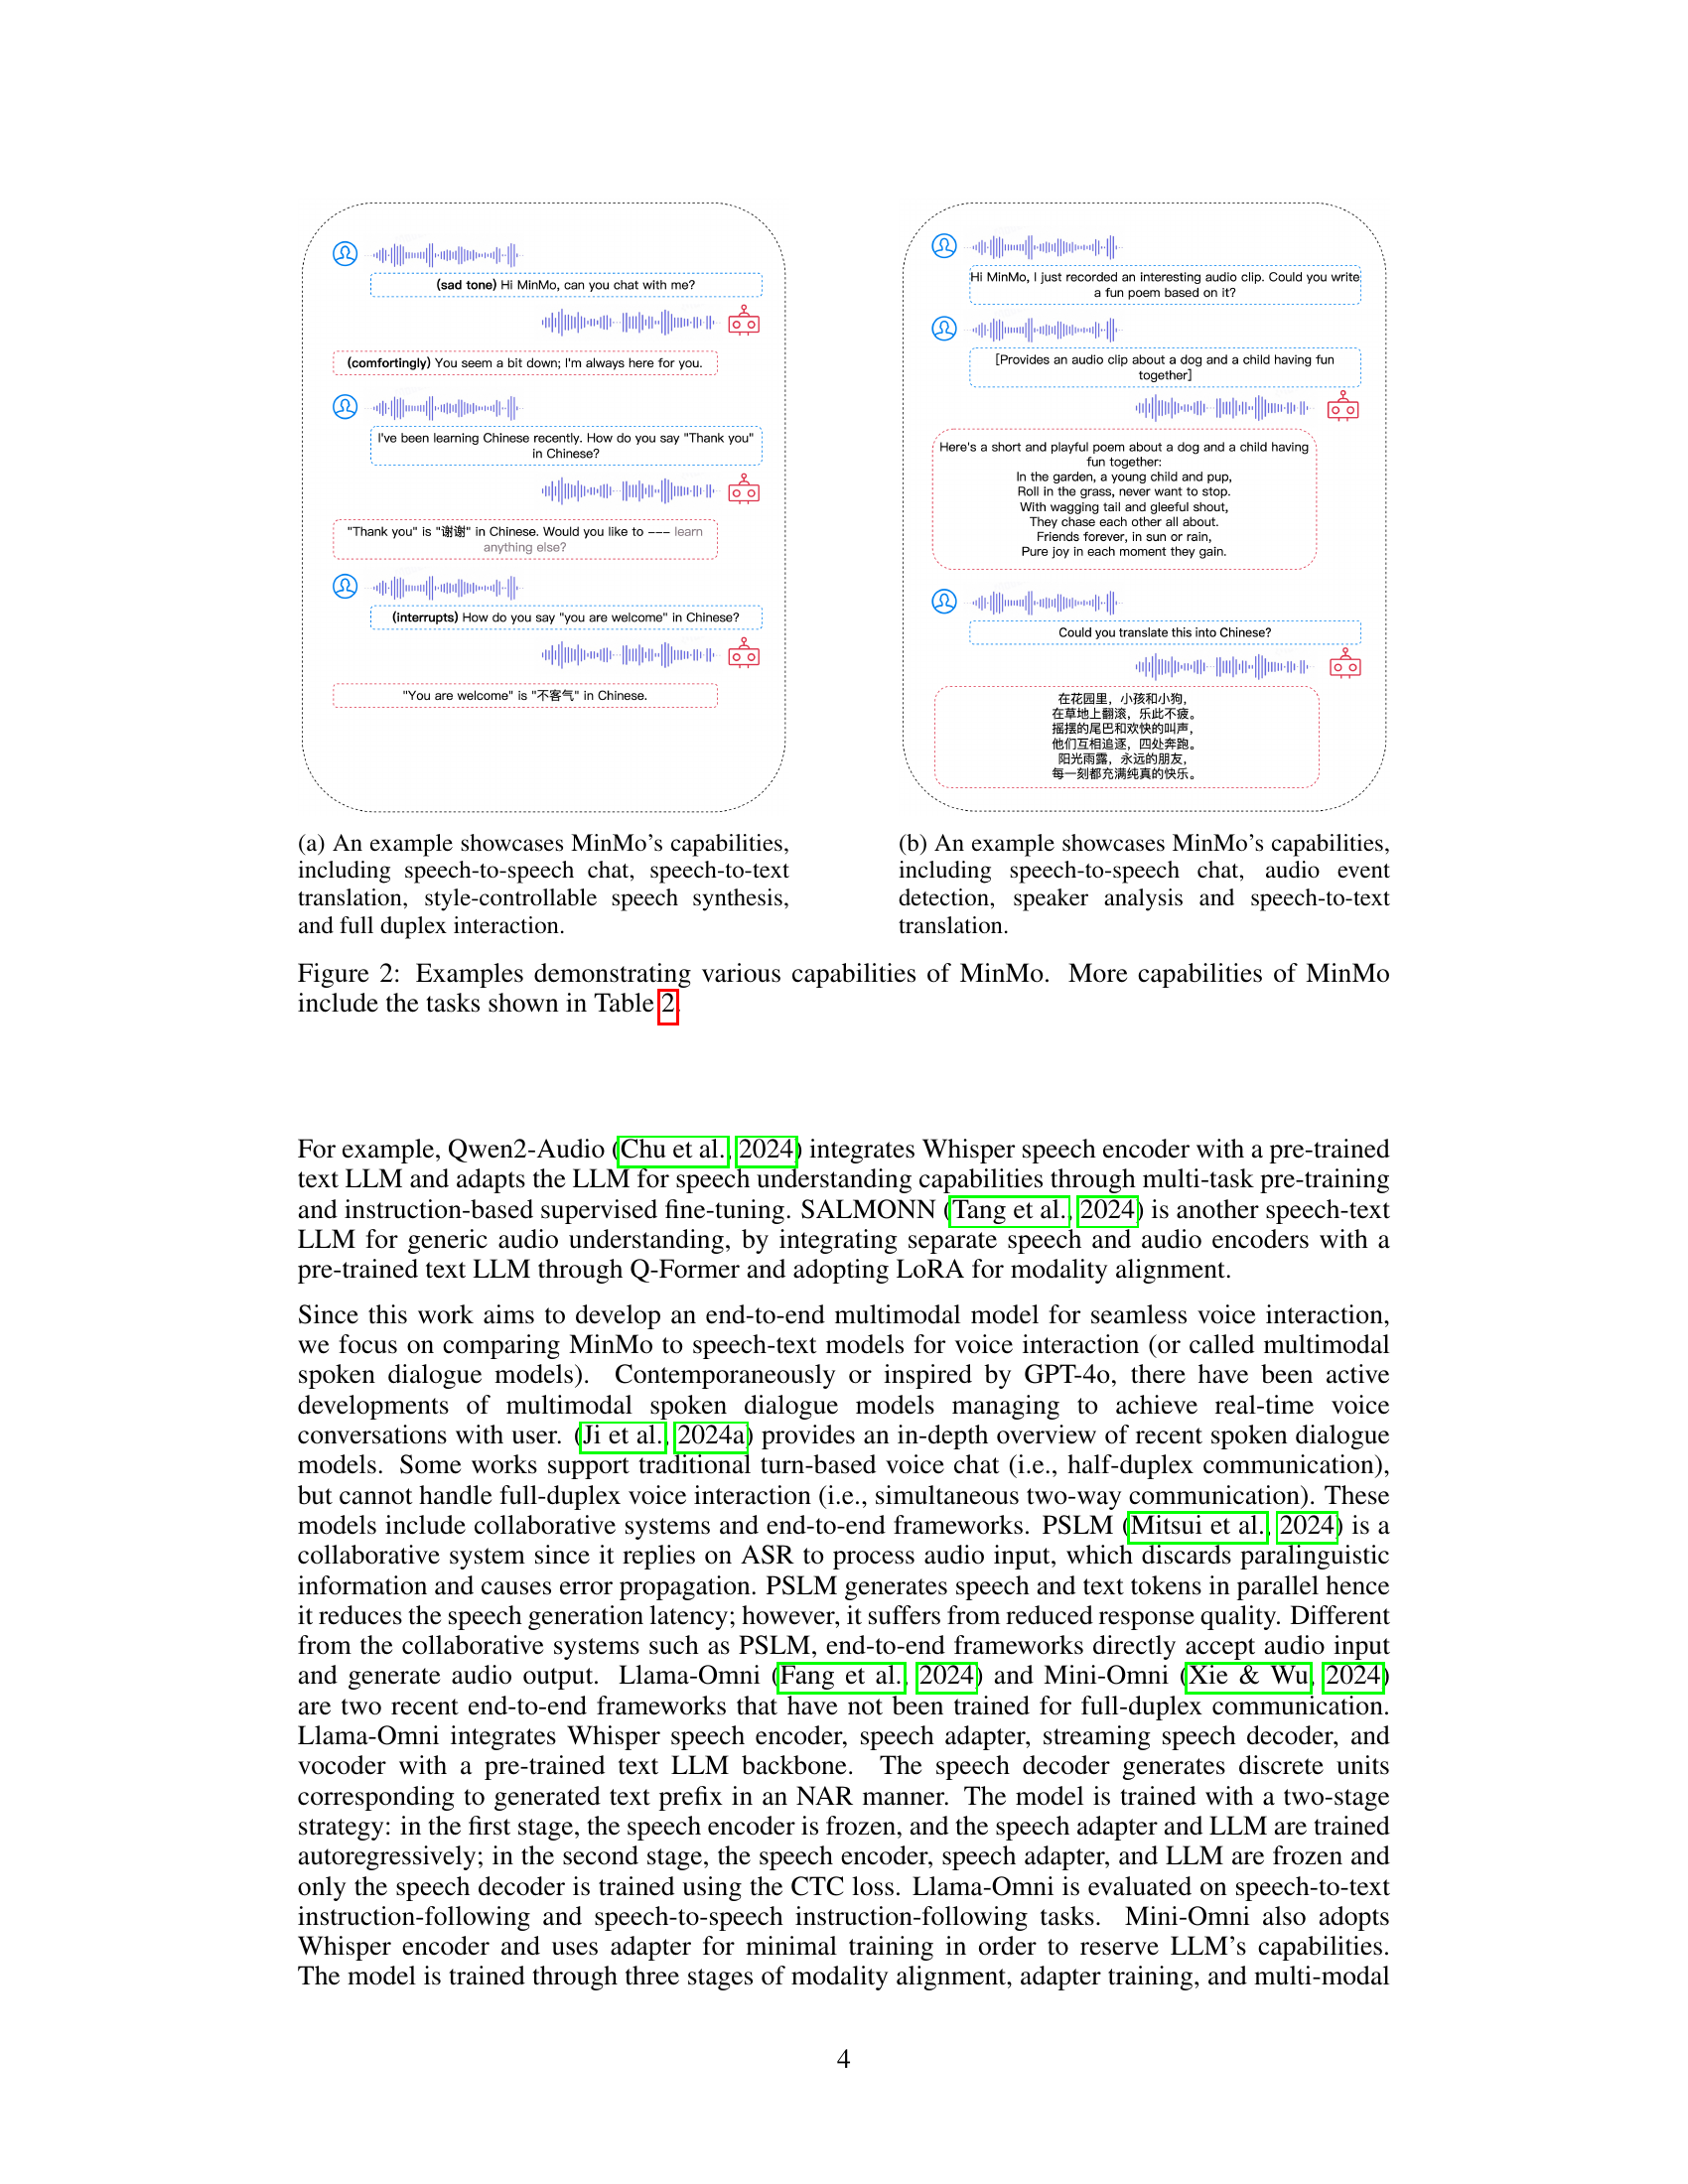 (sad tone) Hi MinMo, can you chat with me?
(comfortingly) You seem a bit down; I'm always here for you.
I've been learning Chinese recently. How do you say "Thank you"
in Chinese?
"Thank you" is "谢谢" in Chinese. Would you like to --- learn
anything else?
(interrupts) How do you say "you are welcome" in Chinese?
"You are welcome" is "不客气" in Chinese.
(a) An example showcases MinMo's capabilities,
including speech-to-speech chat, speech-to-text
translation, style-controllable speech synthesis,
and full duplex interaction.
Hi MinMo, I just recorded an interesting audio clip. Could you write
a fun poem based on it?
[Provides an audio clip about a dog and a child having fun
together]
Here's a short and playful poem about a dog and a child having
fun together:
In the garden, a young child and pup,
Roll in the grass, never want to stop.
With wagging tail and gleeful shout,
They chase each other all about.
Friends forever, in sun or rain,
Pure joy in each moment they gain.
Could you translate this into Chinese?
在花园里，小孩和小狗，
在草地上翻滚，乐此不疲。
摇摆的尾巴和欢快的叫声，
他们互相追逐，四处奔跑。
阳光雨露，永远的朋友，
每一刻都充满纯真的快乐。
(b) An example showcases MinMo's capabilities,
including speech-to-speech chat, audio event
detection, speaker analysis and speech-to-text
translation.
Figure 2: Examples demonstrating various capabilities of MinMo. More capabilities of MinMo
include the tasks shown in Table 2.
For example, Qwen2-Audio (Chu et al., 2024) integrates Whisper speech encoder with a pre-trained
text LLM and adapts the LLM for speech understanding capabilities through multi-task pre-training
and instruction-based supervised fine-tuning. SALMONN (Tang et al., 2024) is another speech-text
LLM for generic audio understanding, by integrating separate speech and audio encoders with a
pre-trained text LLM through Q-Former and adopting LoRA for modality alignment.
Since this work aims to develop an end-to-end multimodal model for seamless voice interaction,
we focus on comparing MinMo to speech-text models for voice interaction (or called multimodal
spoken dialogue models). Contemporaneously or inspired by GPT-4o, there have been active
developments of multimodal spoken dialogue models managing to achieve real-time voice
conversations with user. (Ji et al., 2024a) provides an in-depth overview of recent spoken dialogue
models. Some works support traditional turn-based voice chat (i.e., half-duplex communication),
but cannot handle full-duplex voice interaction (i.e., simultaneous two-way communication). These
models include collaborative systems and end-to-end frameworks. PSLM (Mitsui et al., 2024) is a
collaborative system since it replies on ASR to process audio input, which discards paralinguistic
information and causes error propagation. PSLM generates speech and text tokens in parallel hence
it reduces the speech generation latency; however, it suffers from reduced response quality. Different
from the collaborative systems such as PSLM, end-to-end frameworks directly accept audio input
and generate audio output. Llama-Omni (Fang et al., 2024) and Mini-Omni (Xie & Wu, 2024)
are two recent end-to-end frameworks that have not been trained for full-duplex communication.
Llama-Omni integrates Whisper speech encoder, speech adapter, streaming speech decoder, and
vocoder with a pre-trained text LLM backbone. The speech decoder generates discrete units
corresponding to generated text prefix in an NAR manner. The model is trained with a two-stage
strategy: in the first stage, the speech encoder is frozen, and the speech adapter and LLM are trained
autoregressively; in the second stage, the speech encoder, speech adapter, and LLM are frozen and
only the speech decoder is trained using the CTC loss. Llama-Omni is evaluated on speech-to-text
instruction-following and speech-to-speech instruction-following tasks. Mini-Omni also adopts
Whisper encoder and uses adapter for minimal training in order to reserve LLM's capabilities.
The model is trained through three stages of modality alignment, adapter training, and multi-modal
4